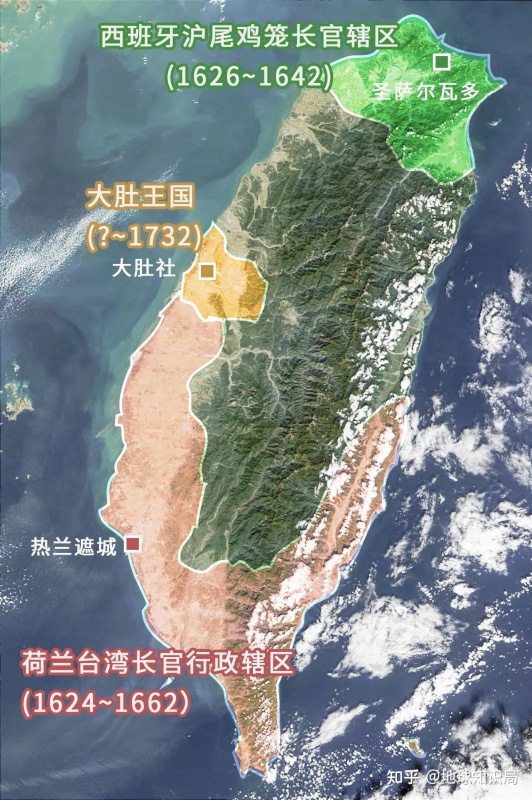 西班牙沪尾鸡笼长官辖区
(1626~1642)
圣萨尔瓦多
大肚王国
(?~1732)
大肚社
热兰遮城
荷兰台湾长官行政辖区
(1624~1662)
知乎 @地球知识局